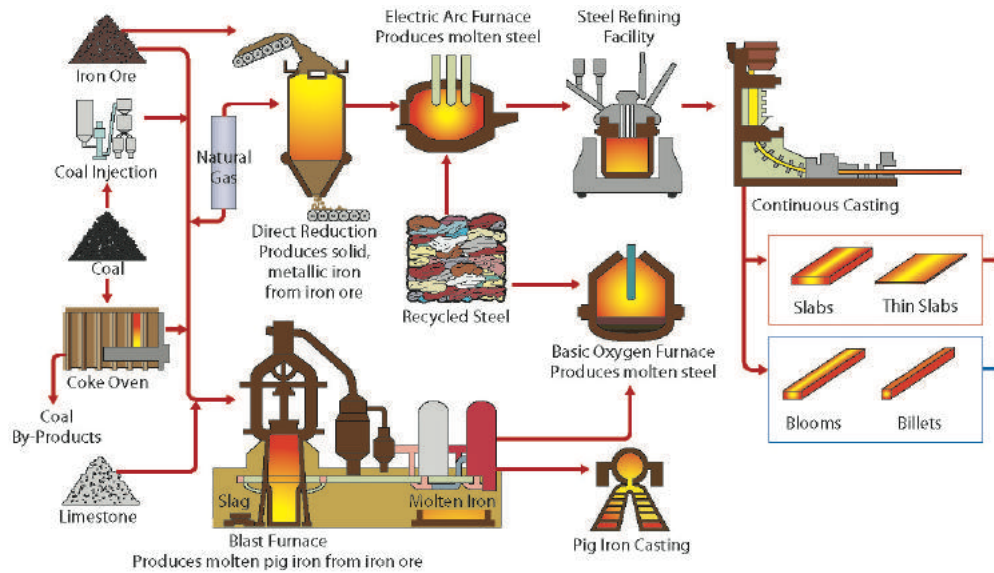 Electric Arc Furnace
Produces molten steel
Steel Refining
Facility
Iron Ore
Coal Injection
Natural
Gas
Continuous Casting
Direct Reduction
Produces solid,
metallic iron
from iron ore
Coal
Slabs
Thin Slabs
Recycled Steel
Basic Oxygen Furnace
Produces molten steel
Coke Oven
Coal
By-Products
Blooms
Billets
Limestone
Slag
Molten Iron
Blast Furnace
Produces molten pig iron from iron ore
Pig Iron Casting